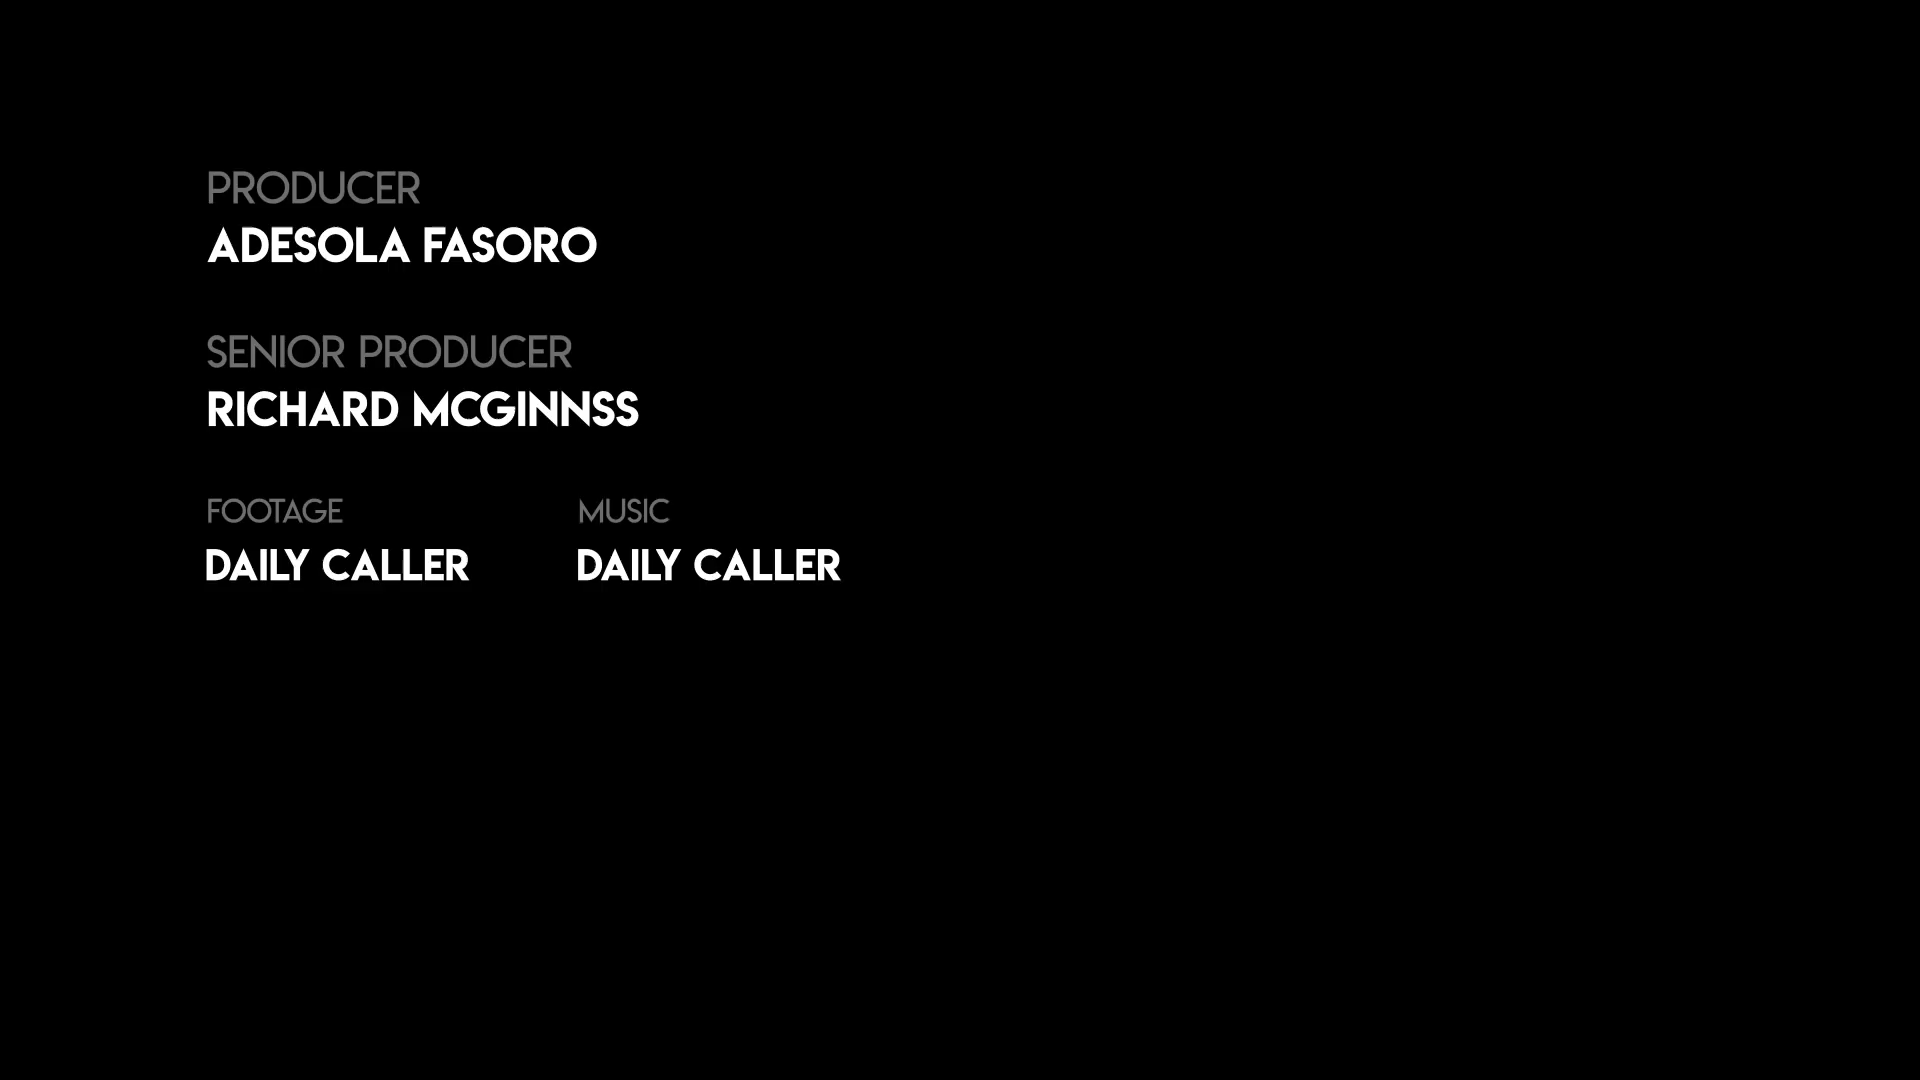 PRODUCER
ADESOLA FASORO
SENIOR PRODUCER
RICHARD MCGINNSS
FOOTAGE MUSIC
DAILY CALLER DAILY CALLER